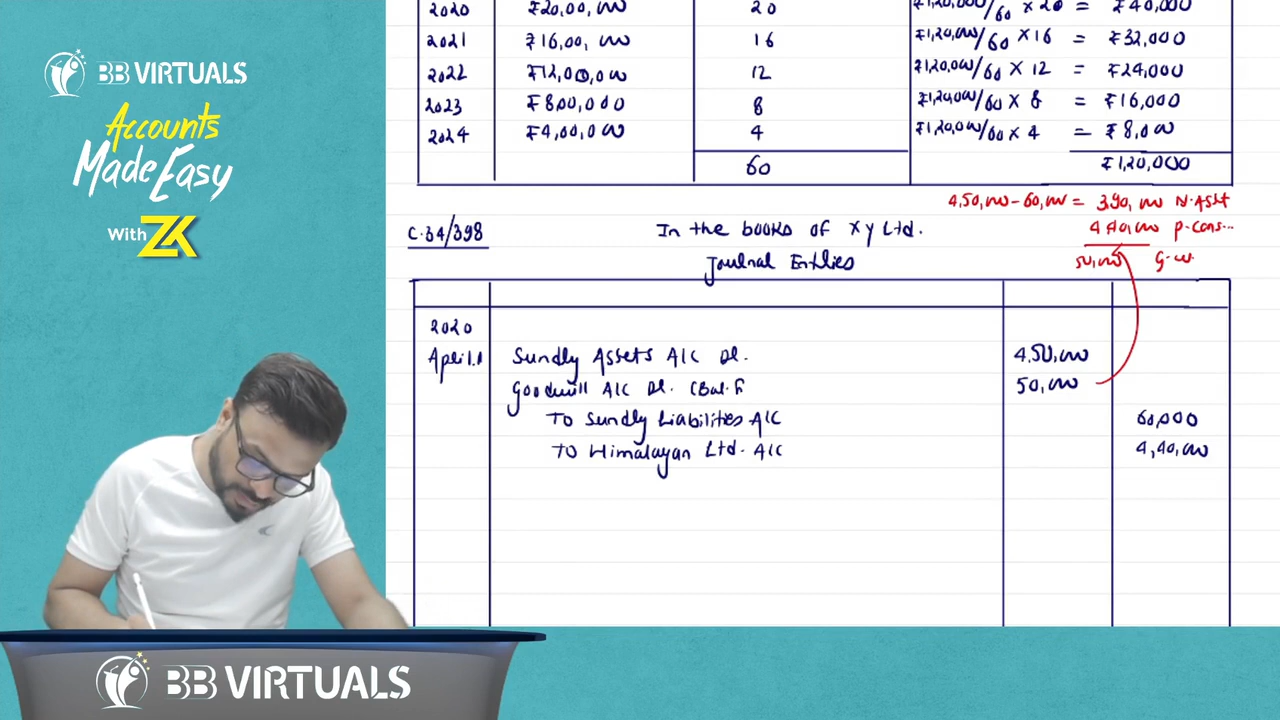 BB VIRTUALS
Accounts
Made Easy
With ZK
2020 ₹20,00,000 20 ₹1,20,000/60 × 20 = ₹40,000
2021 ₹16,00,000 16 ₹1,20,000/60 × 16 = ₹32,000
2022 ₹12,00,000 12 ₹1,20,000/60 × 12 = ₹24,000
2023 ₹8,00,000 8 ₹1,20,000/60 × 8 = ₹16,000
2024 ₹4,00,000 4 ₹1,20,000/60 × 4 = ₹8,000
60 ₹1,20,000
4,50,000 - 60,000 = 390,000 N. Asst
4,40,000 P. Cons...
50,000 G.W
C.34/398 In the books of XY Ltd.
Journal Entries
2020
April.1 Sundry Assets A/C Dr. 4,50,000
Goodwill A/C Dr. (Bal. F 50,000
To Sundry Liabilities A/C 60,000
To Himalayan Ltd. A/C 4,40,000
BB VIRTUALS